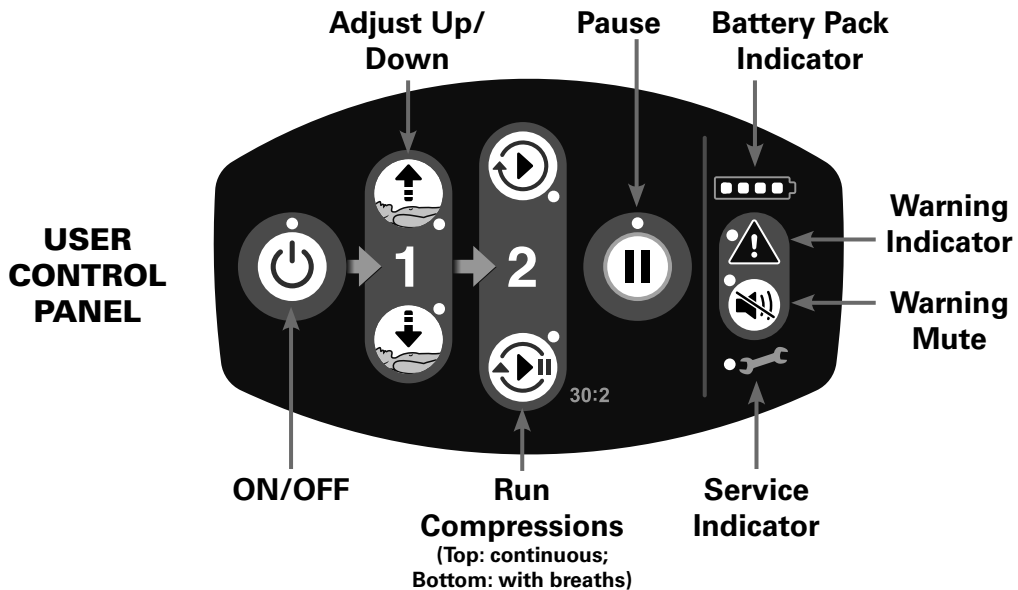 Adjust Up/
Down
Pause
Battery Pack
Indicator
USER
CONTROL
PANEL
1
2
30:2
Warning
Indicator
Warning
Mute
ON/OFF
Run
Compressions
(Top: continuous;
Bottom: with breaths)
Service
Indicator